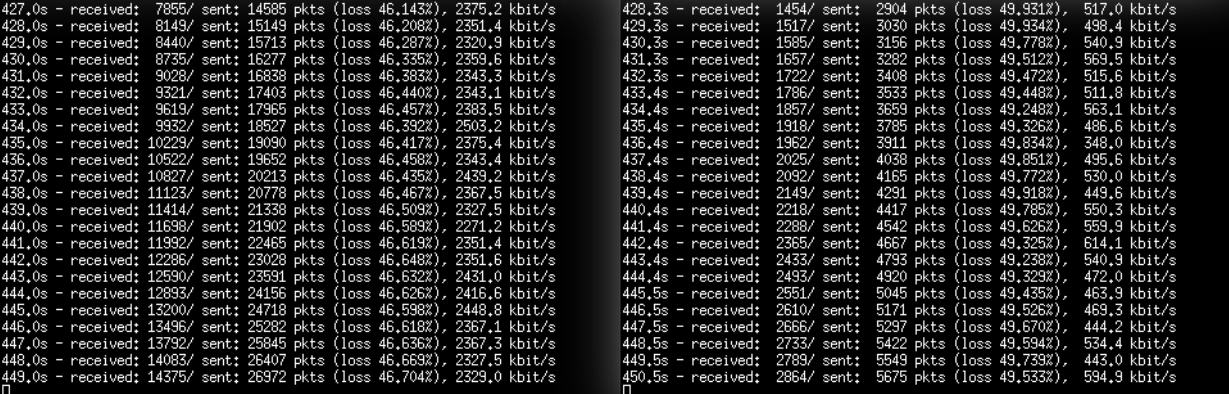 427.0s - received:  7855/ sent: 14585 pkts (loss 46.143%), 2375.2 kbit/s
428.0s - received:  8149/ sent: 15149 pkts (loss 46.208%), 2351.4 kbit/s
429.0s - received:  8440/ sent: 15713 pkts (loss 46.287%), 2320.9 kbit/s
430.0s - received:  8735/ sent: 16277 pkts (loss 46.335%), 2359.6 kbit/s
431.0s - received:  9028/ sent: 16838 pkts (loss 46.383%), 2343.3 kbit/s
432.0s - received:  9321/ sent: 17403 pkts (loss 46.440%), 2343.1 kbit/s
433.0s - received:  9619/ sent: 17965 pkts (loss 46.457%), 2383.5 kbit/s
434.0s - received:  9932/ sent: 18527 pkts (loss 46.392%), 2503.2 kbit/s
435.0s - received: 10229/ sent: 19090 pkts (loss 46.417%), 2375.4 kbit/s
436.0s - received: 10522/ sent: 19652 pkts (loss 46.458%), 2343.4 kbit/s
437.0s - received: 10827/ sent: 20213 pkts (loss 46.435%), 2439.2 kbit/s
438.0s - received: 11123/ sent: 20778 pkts (loss 46.467%), 2367.5 kbit/s
439.0s - received: 11414/ sent: 21338 pkts (loss 46.509%), 2327.5 kbit/s
440.0s - received: 11698/ sent: 21902 pkts (loss 46.589%), 2271.2 kbit/s
441.0s - received: 11992/ sent: 22465 pkts (loss 46.619%), 2351.4 kbit/s
442.0s - received: 12286/ sent: 23028 pkts (loss 46.648%), 2351.6 kbit/s
443.0s - received: 12590/ sent: 23591 pkts (loss 46.632%), 2431.0 kbit/s
444.0s - received: 12893/ sent: 24156 pkts (loss 46.626%), 2416.6 kbit/s
445.0s - received: 13200/ sent: 24718 pkts (loss 46.598%), 2448.8 kbit/s
446.0s - received: 13496/ sent: 25282 pkts (loss 46.618%), 2367.1 kbit/s
447.0s - received: 13792/ sent: 25845 pkts (loss 46.636%), 2367.3 kbit/s
448.0s - received: 14083/ sent: 26407 pkts (loss 46.669%), 2327.5 kbit/s
449.0s - received: 14375/ sent: 26972 pkts (loss 46.704%), 2329.0 kbit/s
428.3s - received:  1454/ sent:  2904 pkts (loss 49.931%),  517.0 kbit/s
429.3s - received:  1517/ sent:  3030 pkts (loss 49.934%),  498.4 kbit/s
430.3s - received:  1585/ sent:  3156 pkts (loss 49.778%),  540.9 kbit/s
431.3s - received:  1657/ sent:  3282 pkts (loss 49.512%),  569.5 kbit/s
432.3s - received:  1722/ sent:  3408 pkts (loss 49.472%),  515.6 kbit/s
433.4s - received:  1786/ sent:  3533 pkts (loss 49.448%),  511.8 kbit/s
434.4s - received:  1857/ sent:  3659 pkts (loss 49.248%),  563.1 kbit/s
435.4s - received:  1918/ sent:  3785 pkts (loss 49.326%),  486.6 kbit/s
436.4s - received:  1962/ sent:  3911 pkts (loss 49.834%),  348.0 kbit/s
437.4s - received:  2025/ sent:  4038 pkts (loss 49.851%),  495.6 kbit/s
438.4s - received:  2092/ sent:  4165 pkts (loss 49.772%),  530.0 kbit/s
439.4s - received:  2149/ sent:  4291 pkts (loss 49.918%),  449.6 kbit/s
440.4s - received:  2218/ sent:  4417 pkts (loss 49.785%),  550.3 kbit/s
441.4s - received:  2288/ sent:  4542 pkts (loss 49.626%),  559.9 kbit/s
442.4s - received:  2365/ sent:  4667 pkts (loss 49.325%),  614.1 kbit/s
443.4s - received:  2433/ sent:  4793 pkts (loss 49.238%),  540.9 kbit/s
444.4s - received:  2493/ sent:  4920 pkts (loss 49.329%),  472.0 kbit/s
445.5s - received:  2551/ sent:  5045 pkts (loss 49.435%),  463.9 kbit/s
446.5s - received:  2610/ sent:  5171 pkts (loss 49.526%),  469.3 kbit/s
447.5s - received:  2666/ sent:  5297 pkts (loss 49.670%),  444.2 kbit/s
448.5s - received:  2733/ sent:  5422 pkts (loss 49.594%),  534.4 kbit/s
449.5s - received:  2789/ sent:  5549 pkts (loss 49.739%),  443.0 kbit/s
450.5s - received:  2864/ sent:  5675 pkts (loss 49.533%),  594.9 kbit/s